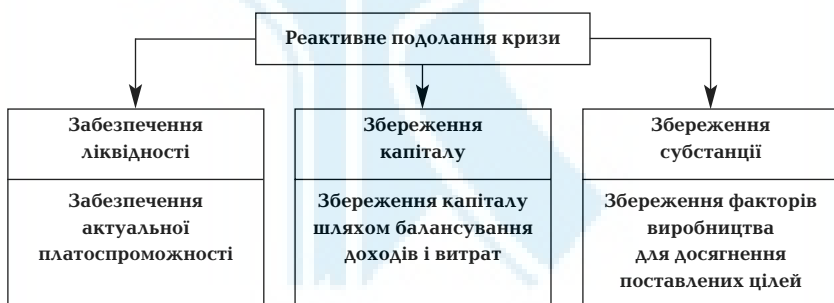 Реактивне подолання кризи
Забезпечення
ліквідності
Забезпечення
актуальної
платоспроможності
Збереження
капіталу
Збереження капіталу
шляхом балансування
доходів і витрат
Збереження
субстанції
Збереження факторів
виробництва
для досягнення
поставлених цілей